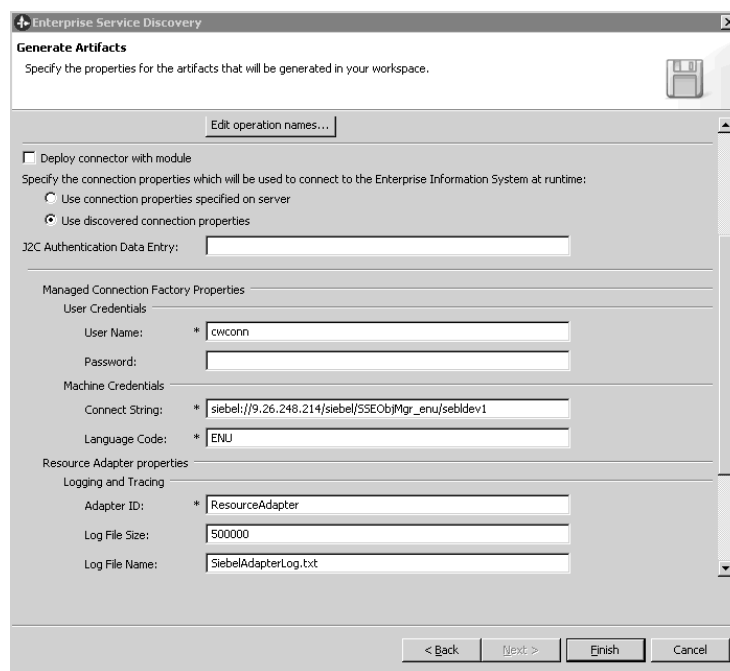 Enterprise Service Discovery
Generate Artifacts
Specify the properties for the artifacts that will be generated in your workspace.
Edit operation names...
Deploy connector with module
Specify the connection properties which will be used to connect to the Enterprise Information System at runtime:
Use connection properties specified on server
Use discovered connection properties
J2C Authentication Data Entry:
Managed Connection Factory Properties
User Credentials
User Name: * cwconn
Password:
Machine Credentials
Connect String: * siebel://9.26.248.214/siebel/SSEObjMgr_enu/sebldev1
Language Code: * ENU
Resource Adapter properties
Logging and Tracing
Adapter ID: * ResourceAdapter
Log File Size: 500000
Log File Name: SiebelAdapterLog.txt
< Back Next > Finish Cancel